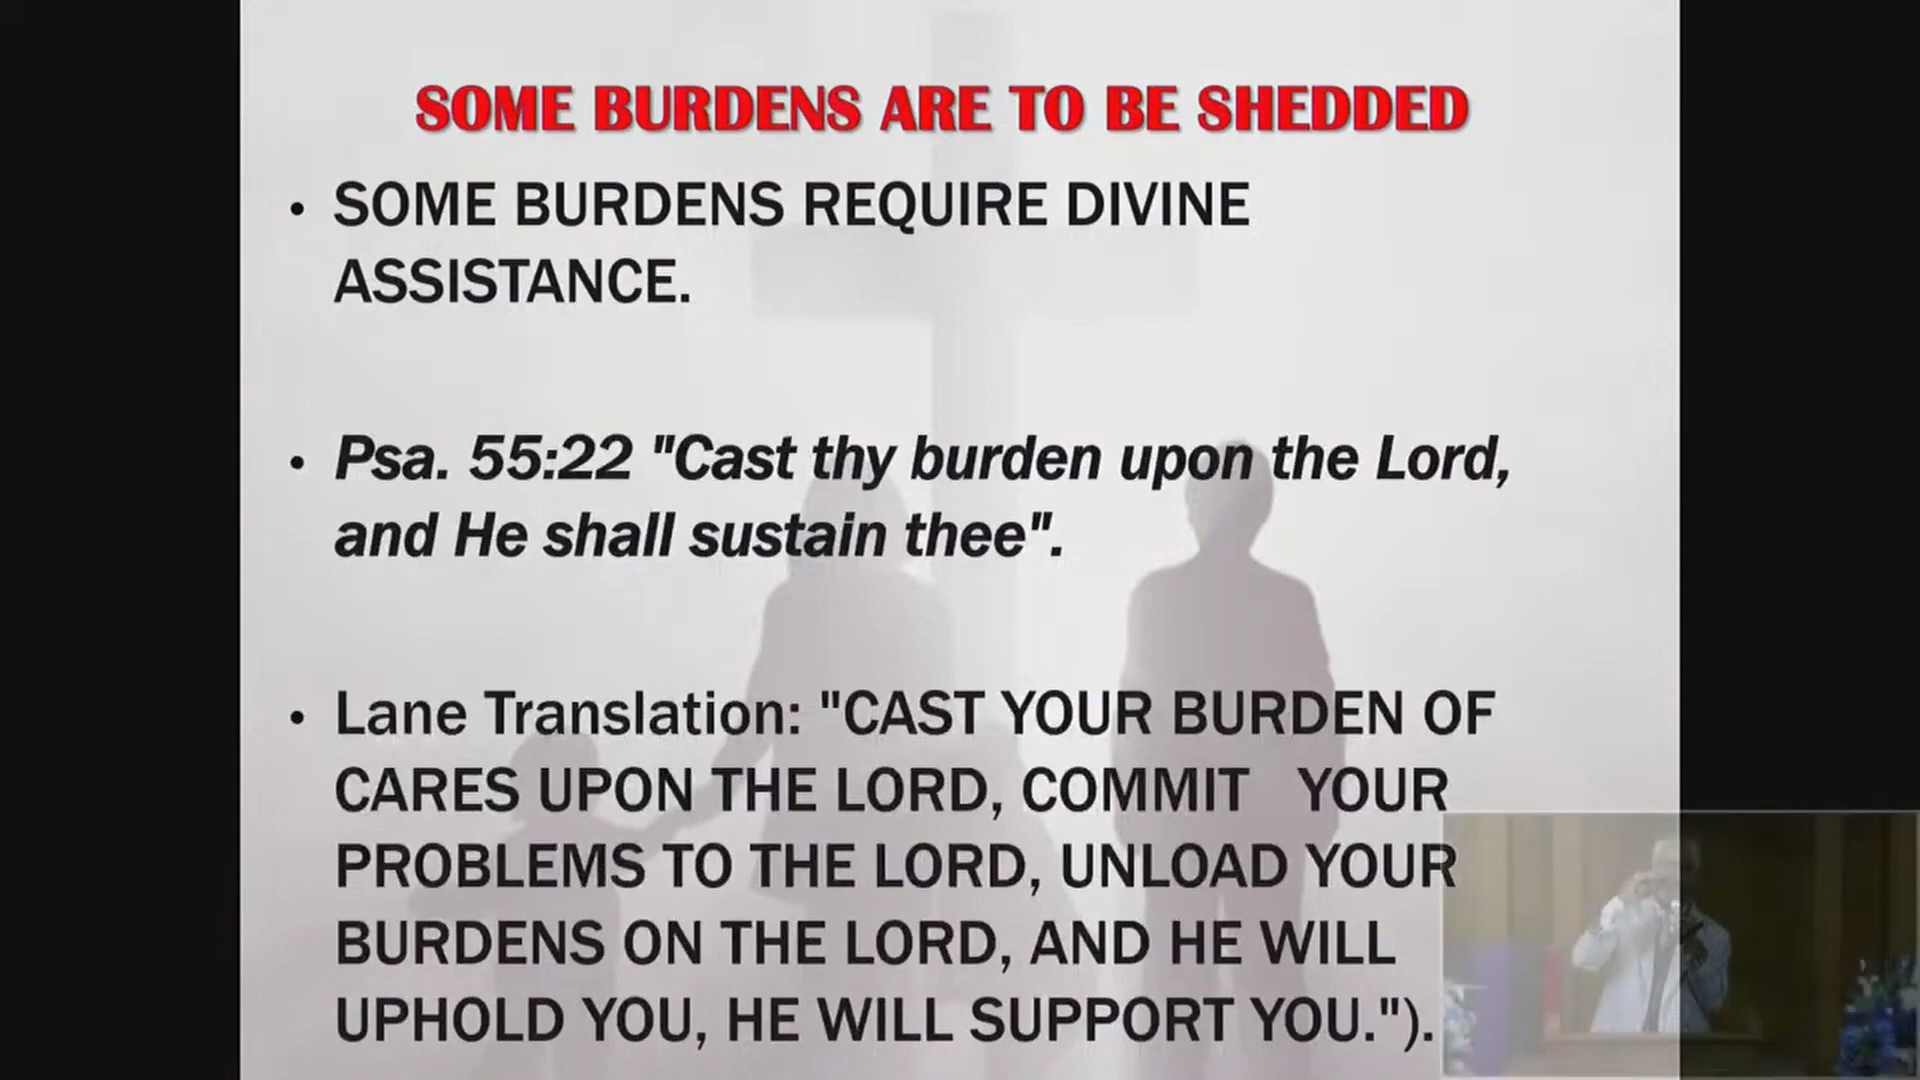 SOME BURDENS ARE TO BE SHEDDED
• SOME BURDENS REQUIRE DIVINE
ASSISTANCE.
• Psa. 55:22 "Cast thy burden upon the Lord,
and He shall sustain thee".
• Lane Translation: "CAST YOUR BURDEN OF
CARES UPON THE LORD, COMMIT YOUR
PROBLEMS TO THE LORD, UNLOAD YOUR
BURDENS ON THE LORD, AND HE WILL
UPHOLD YOU, HE WILL SUPPORT YOU.").